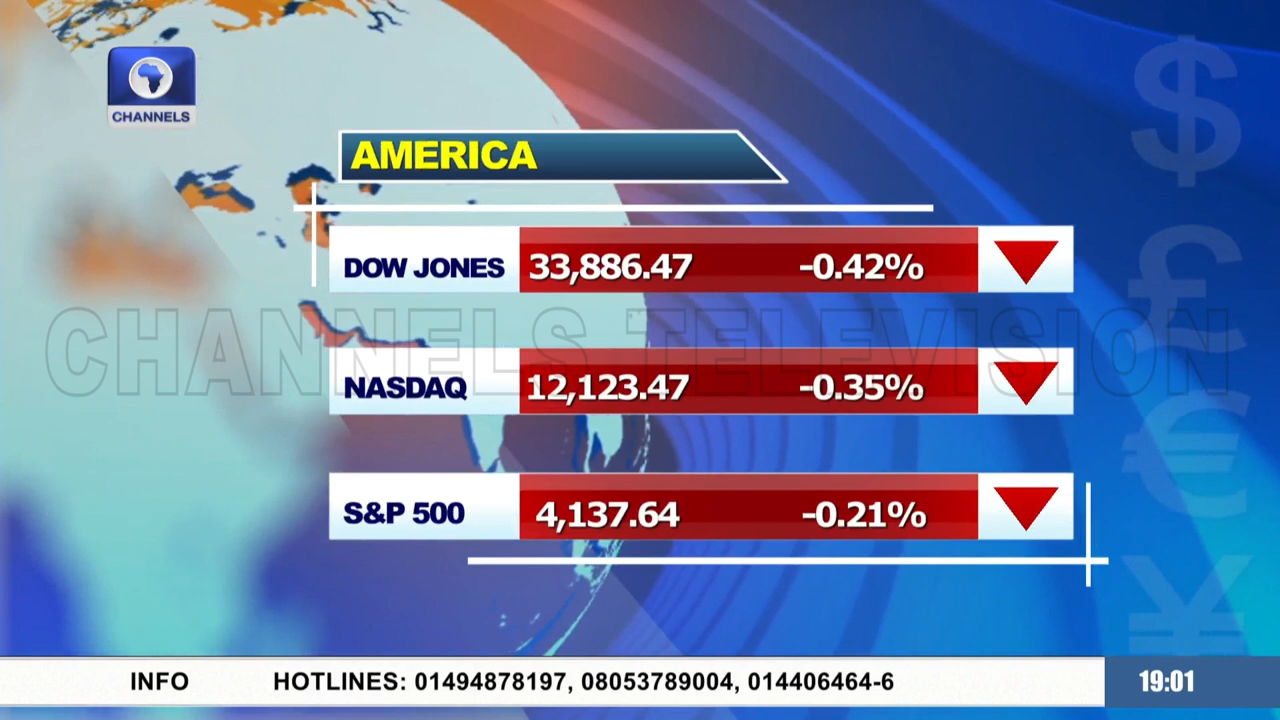 CHANNELS
AMERICA
DOW JONES 33,886.47 -0.42%
CHANNELS TELEVISION
NASDAQ 12,123.47 -0.35%
S&P 500 4,137.64 -0.21%
$
£
€
¥
INFO HOTLINES: 01494878197, 08053789004, 014406464-6 19:01